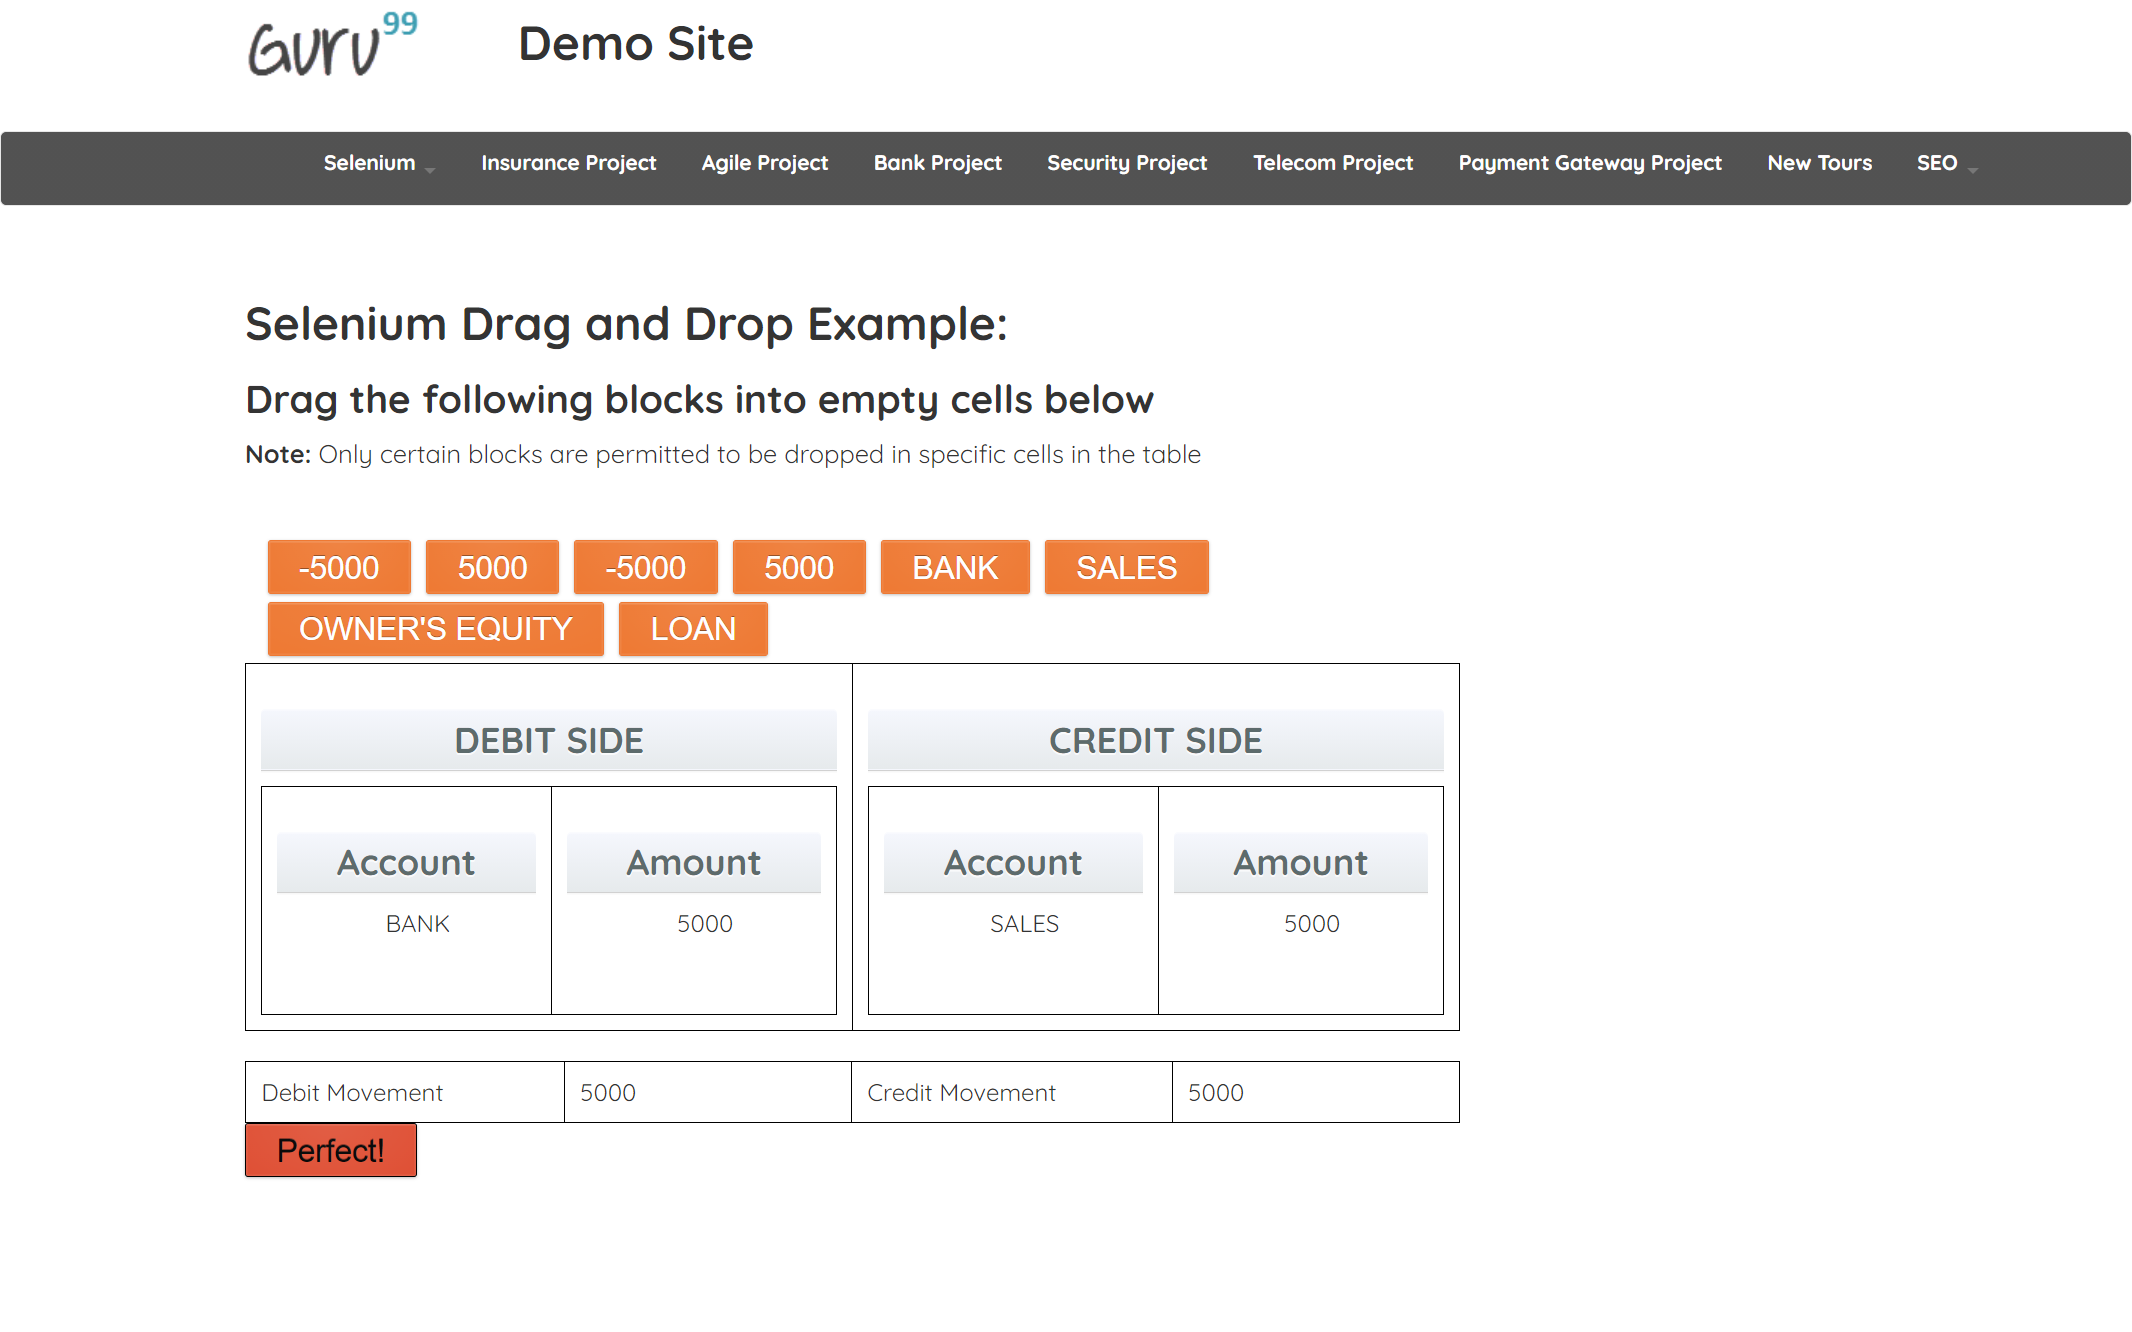 Guru99 Demo Site
Selenium Insurance Project Agile Project Bank Project Security Project Telecom Project Payment Gateway Project New Tours SEO
Selenium Drag and Drop Example:
Drag the following blocks into empty cells below
Note: Only certain blocks are permitted to be dropped in specific cells in the table
-5000 5000 -5000 5000 BANK SALES
OWNER'S EQUITY LOAN
DEBIT SIDE CREDIT SIDE
Account Amount Account Amount
BANK 5000 SALES 5000
Debit Movement 5000 Credit Movement 5000
Perfect!